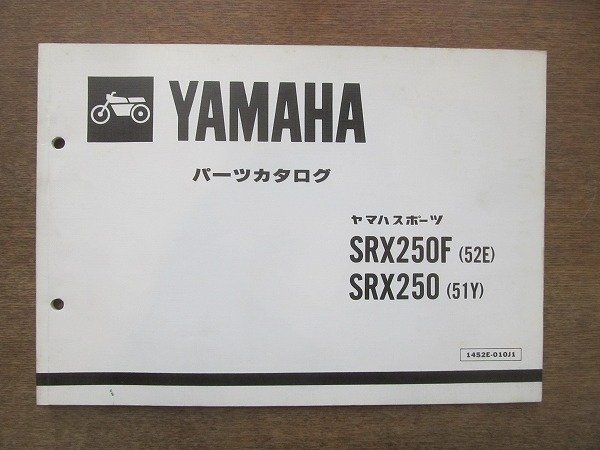 YAMAHA
パーツカタログ
ヤマハスポーツ
SRX250F (52E)
SRX250 (51Y)
1452E-010J1